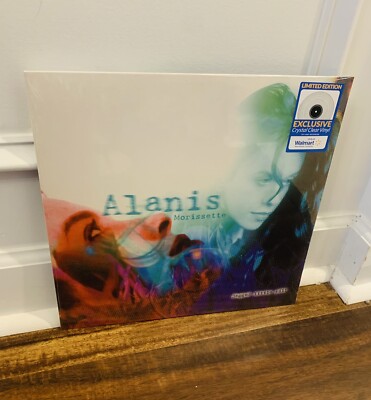 LIMITED EDITION
EXCLUSIVE
Crystal Clear Vinyl
Walmart
Alanis
Morissette
jagged little pill